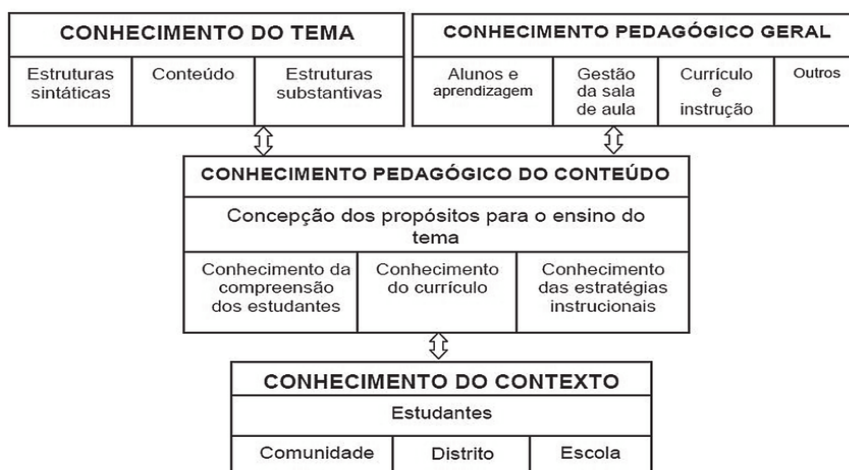 CONHECIMENTO DO TEMA
Estruturas
sintáticas
Conteúdo
Estruturas
substantivas
CONHECIMENTO PEDAGÓGICO GERAL
Alunos e
aprendizagem
Gestão
da sala
de aula
Currículo
e
instrução
Outros
CONHECIMENTO PEDAGÓGICO DO CONTEÚDO
Concepção dos propósitos para o ensino do
tema
Conhecimento da
compreensão
dos estudantes
Conhecimento
do currículo
Conhecimento
das estratégias
instrucionais
CONHECIMENTO DO CONTEXTO
Estudantes
Comunidade
Distrito
Escola